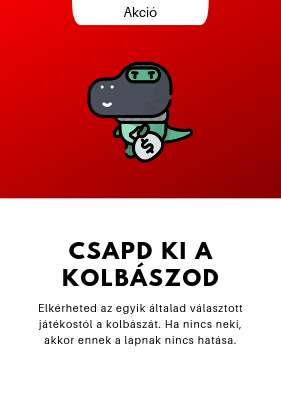 Akció
CSAPD KI A
KOLBÁSZOD
Elkérheted az egyik általad választott
játékostól a kolbászát. Ha nincs neki,
akkor ennek a lapnak nincs hatása.